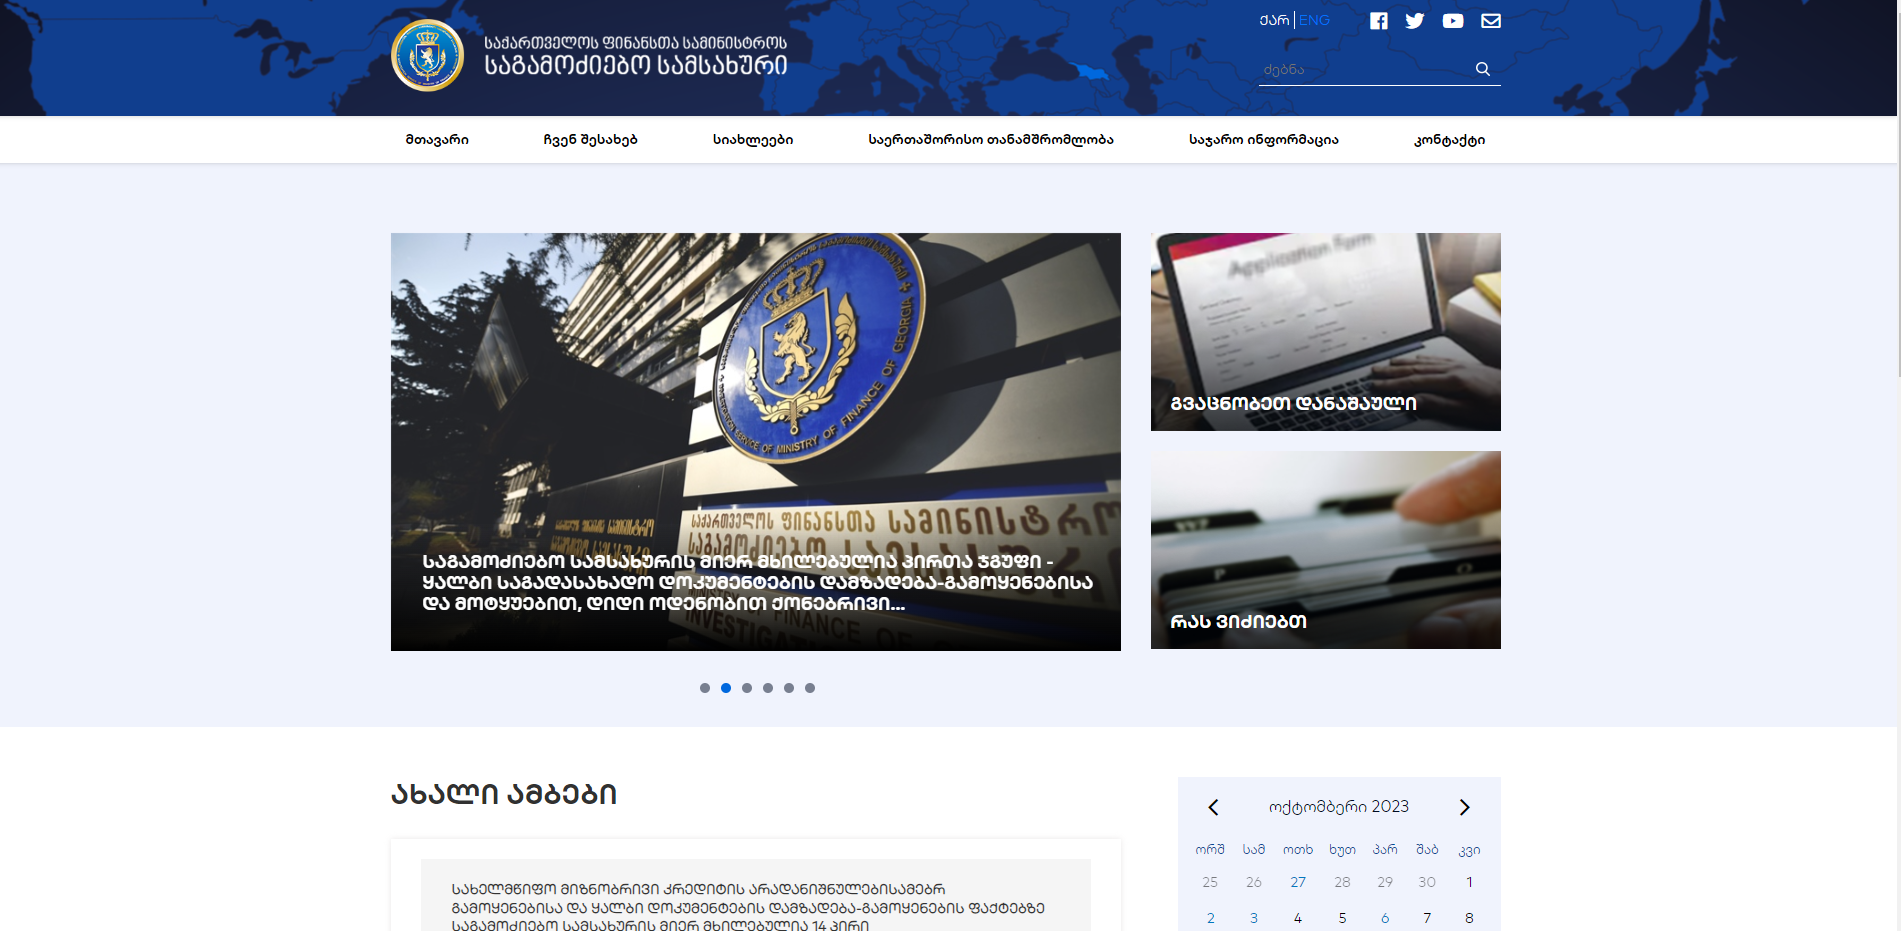 ქარ | ENG
საქართველოს ფინანსთა სამინისტროს
საგამოძიებო სამსახური
ძებნა
მთავარი
ჩვენ შესახებ
სიახლეები
საერთაშორისო თანამშრომლობა
საჯარო ინფორმაცია
კონტაქტი
MINISTRY OF FINANCE OF GEORGIA
საქართველოს ფინანსთა სამინისტრო
საგამოძიებო სამსახურის მიერ მხილებულია პირთა ჯგუფი -
ყალბი საგადასახადო დოკუმენტების დამზადება-გამოყენებისა
და მოტყუებით, დიდი ოდენობით ქონებრივი...
Application Form
გვაცნობეთ დანაშაული
რას ვიძიებთ
ახალი ამბები
სახელმწიფო მიზნობრივი კრედიტის არადანიშნულებისამებრ
გამოყენებისა და ყალბი დოკუმენტების დამზადება-გამოყენების ფაქტებზე
საგამოძიებო სამსახურის მიერ მხილებულია 14 პირი
ოქტომბერი 2023
ორშ სამ ოთხ ხუთ პარ შაბ კვი
25 26 27 28 29 30 1
2 3 4 5 6 7 8